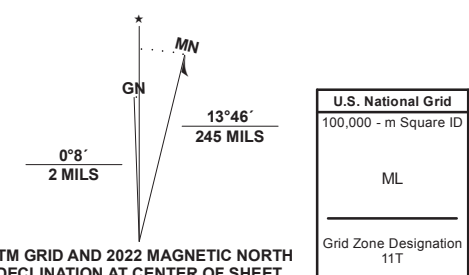 ★
MN
GN
13°46´
245 MILS
0°8´
2 MILS
TM GRID AND 2022 MAGNETIC NORTH
DECLINATION AT CENTER OF SHEET
U.S. National Grid
100,000 - m Square ID
ML
Grid Zone Designation
11T